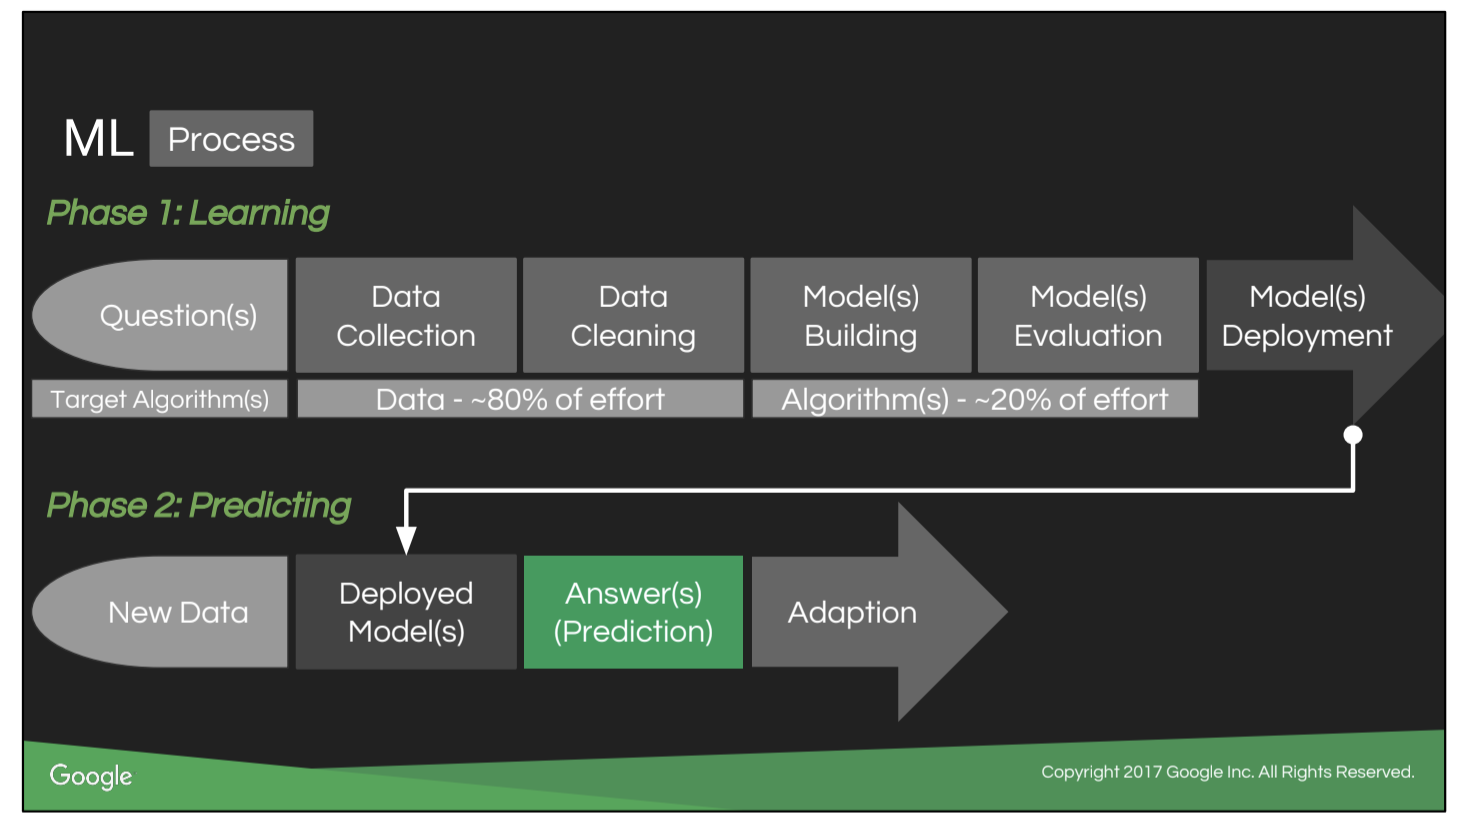 ML Process
Phase 1: Learning
Question(s)
Data
Collection
Data
Cleaning
Model(s)
Building
Model(s)
Evaluation
Model(s)
Deployment
Target Algorithm(s)
Data - ~80% of effort
Algorithm(s) - ~20% of effort
Phase 2: Predicting
New Data
Deployed
Model(s)
Answer(s)
(Prediction)
Adaption
Google
Copyright 2017 Google Inc. All Rights Reserved.